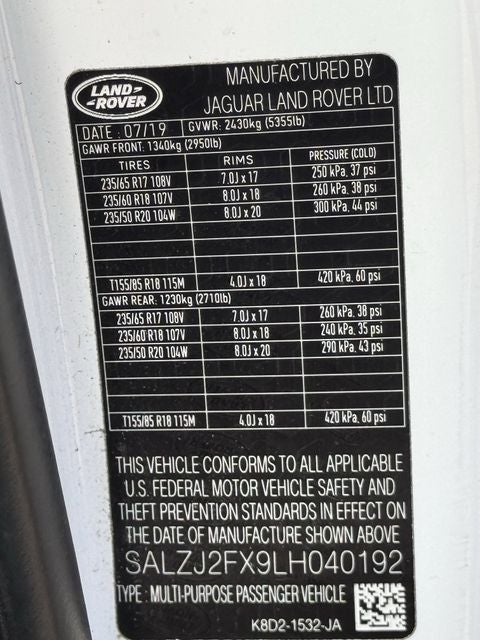 LAND-
-ROVER
MANUFACTURED BY
JAGUAR LAND ROVER LTD
DATE : 07/19 GVWR: 2430kg (5355lb)
GAWR FRONT: 1340kg (2950lb)
TIRES RIMS PRESSURE (COLD)
235/65 R17 108V 7.0J x 17 250 kPa, 37 psi
235/60 R18 107V 8.0J x 18 260 kPa, 38 psi
235/50 R20 104W 8.0J x 20 300 kPa, 44 psi
T155/85 R18 115M 4.0J x 18 420 kPa, 60 psi
GAWR REAR: 1230kg (2710lb)
235/65 R17 108V 7.0J x 17 260 kPa, 38 psi
235/60 R18 107V 8.0J x 18 240 kPa, 35 psi
235/50 R20 104W 8.0J x 20 290 kPa, 43 psi
T155/85 R18 115M 4.0J x 18 420 kPa, 60 psi
THIS VEHICLE CONFORMS TO ALL APPLICABLE
U.S. FEDERAL MOTOR VEHICLE SAFETY AND
THEFT PREVENTION STANDARDS IN EFFECT ON
THE DATE OF MANUFACTURE SHOWN ABOVE
SALZJ2FX9LH040192
TYPE : MULTI-PURPOSE PASSENGER VEHICLE
K8D2-1532-JA